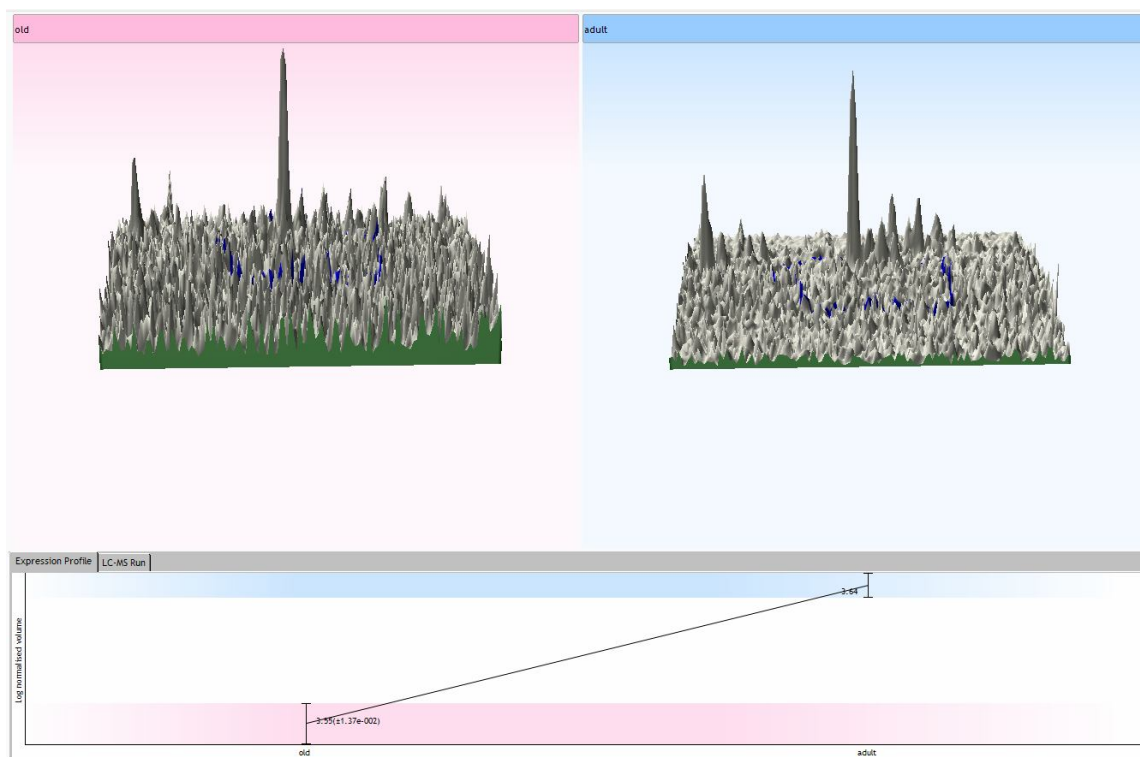 old
adult
Expression Profile
LC-MS Run
Log normalised volume
3.64
3.55(±1.37e-002)
old
adult